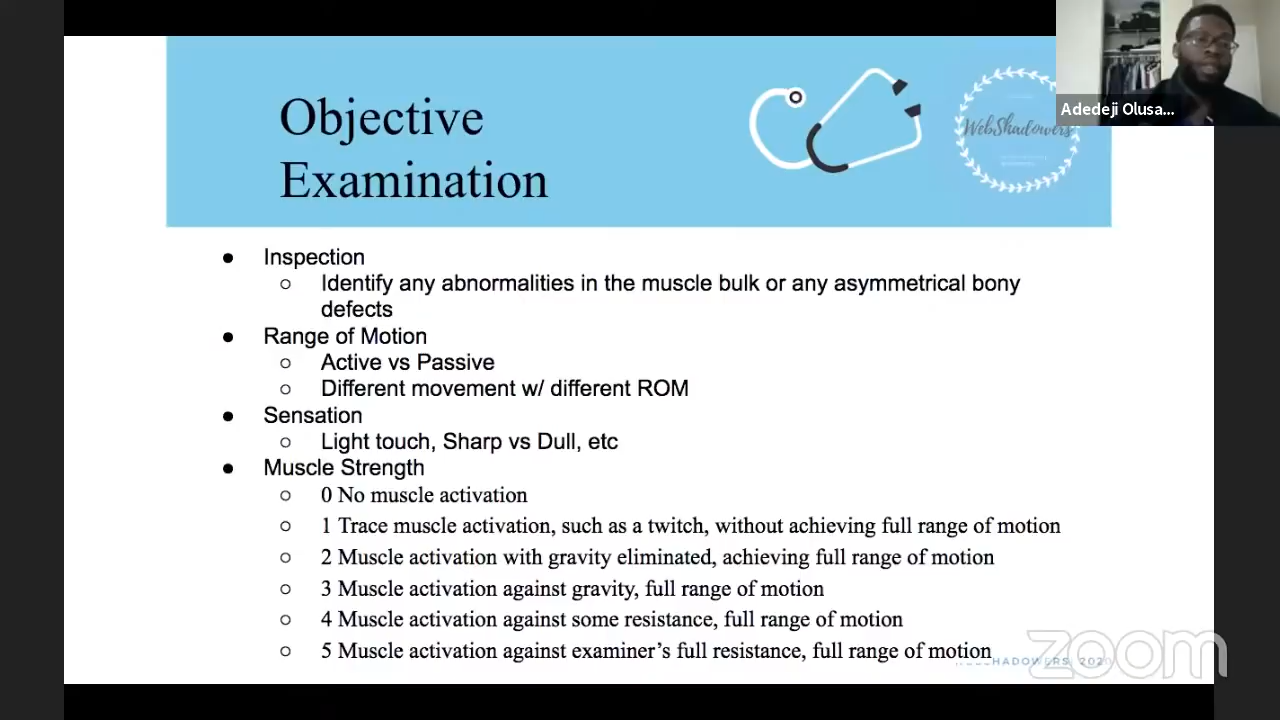 Adedeji Olusa...
WebShadowers
Objective
Examination
● Inspection
○ Identify any abnormalities in the muscle bulk or any asymmetrical bony
defects
● Range of Motion
○ Active vs Passive
○ Different movement w/ different ROM
● Sensation
○ Light touch, Sharp vs Dull, etc
● Muscle Strength
○ 0 No muscle activation
○ 1 Trace muscle activation, such as a twitch, without achieving full range of motion
○ 2 Muscle activation with gravity eliminated, achieving full range of motion
○ 3 Muscle activation against gravity, full range of motion
○ 4 Muscle activation against some resistance, full range of motion
○ 5 Muscle activation against examiner's full resistance, full range of motion
WEBSHADOWERS 2020
zoom